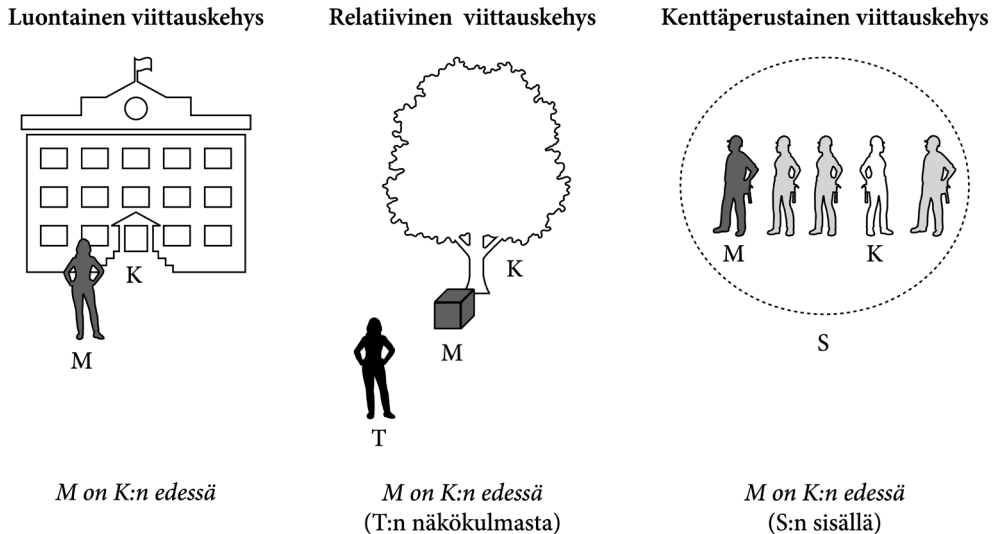 Luontainen viittauskehys
K
M
M on K:n edessä
Relatiivinen viittauskehys
K
M
T
M on K:n edessä
(T:n näkökulmasta)
Kenttäperustainen viittauskehys
M
K
S
M on K:n edessä
(S:n sisällä)